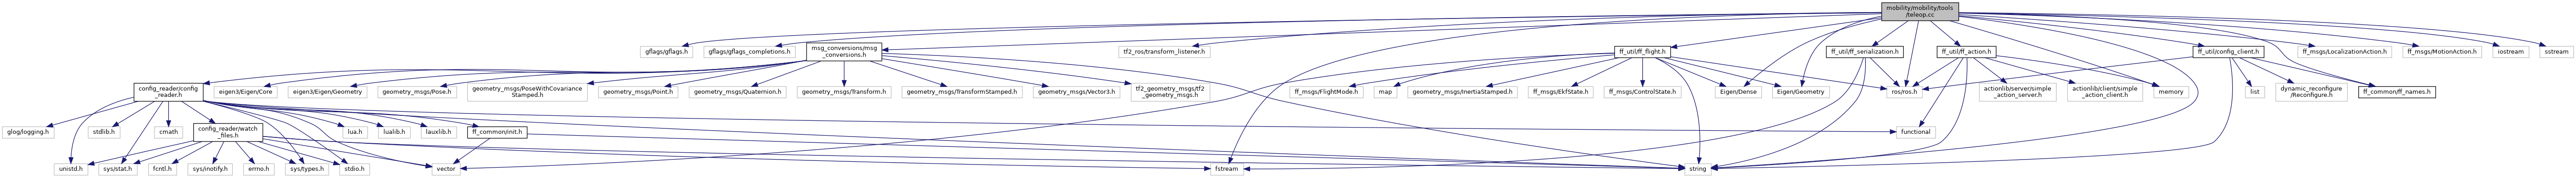 mobility/mobility/tools
/teleop.cc
gflags/gflags.h
gflags/gflags_completions.h
msg_conversions/msg
_conversions.h
tf2_ros/transform_listener.h
ff_util/ff_flight.h
ff_util/ff_serialization.h
ff_util/ff_action.h
ff_util/config_client.h
ff_msgs/LocalizationAction.h
ff_msgs/MotionAction.h
iostream
sstream
config_reader/config
_reader.h
eigen3/Eigen/Core
eigen3/Eigen/Geometry
geometry_msgs/Pose.h
geometry_msgs/PoseWithCovariance
Stamped.h
geometry_msgs/Point.h
geometry_msgs/Quaternion.h
geometry_msgs/Transform.h
geometry_msgs/TransformStamped.h
geometry_msgs/Vector3.h
tf2_geometry_msgs/tf2
_geometry_msgs.h
ff_msgs/FlightMode.h
map
geometry_msgs/InertiaStamped.h
ff_msgs/EkfState.h
ff_msgs/ControlState.h
Eigen/Dense
Eigen/Geometry
ros/ros.h
actionlib/server/simple
_action_server.h
actionlib/client/simple
_action_client.h
memory
list
dynamic_reconfigure
/Reconfigure.h
ff_common/ff_names.h
glog/logging.h
stdlib.h
cmath
config_reader/watch
_files.h
lua.h
lualib.h
lauxlib.h
ff_common/init.h
functional
unistd.h
sys/stat.h
fcntl.h
sys/inotify.h
errno.h
sys/types.h
stdio.h
vector
fstream
string